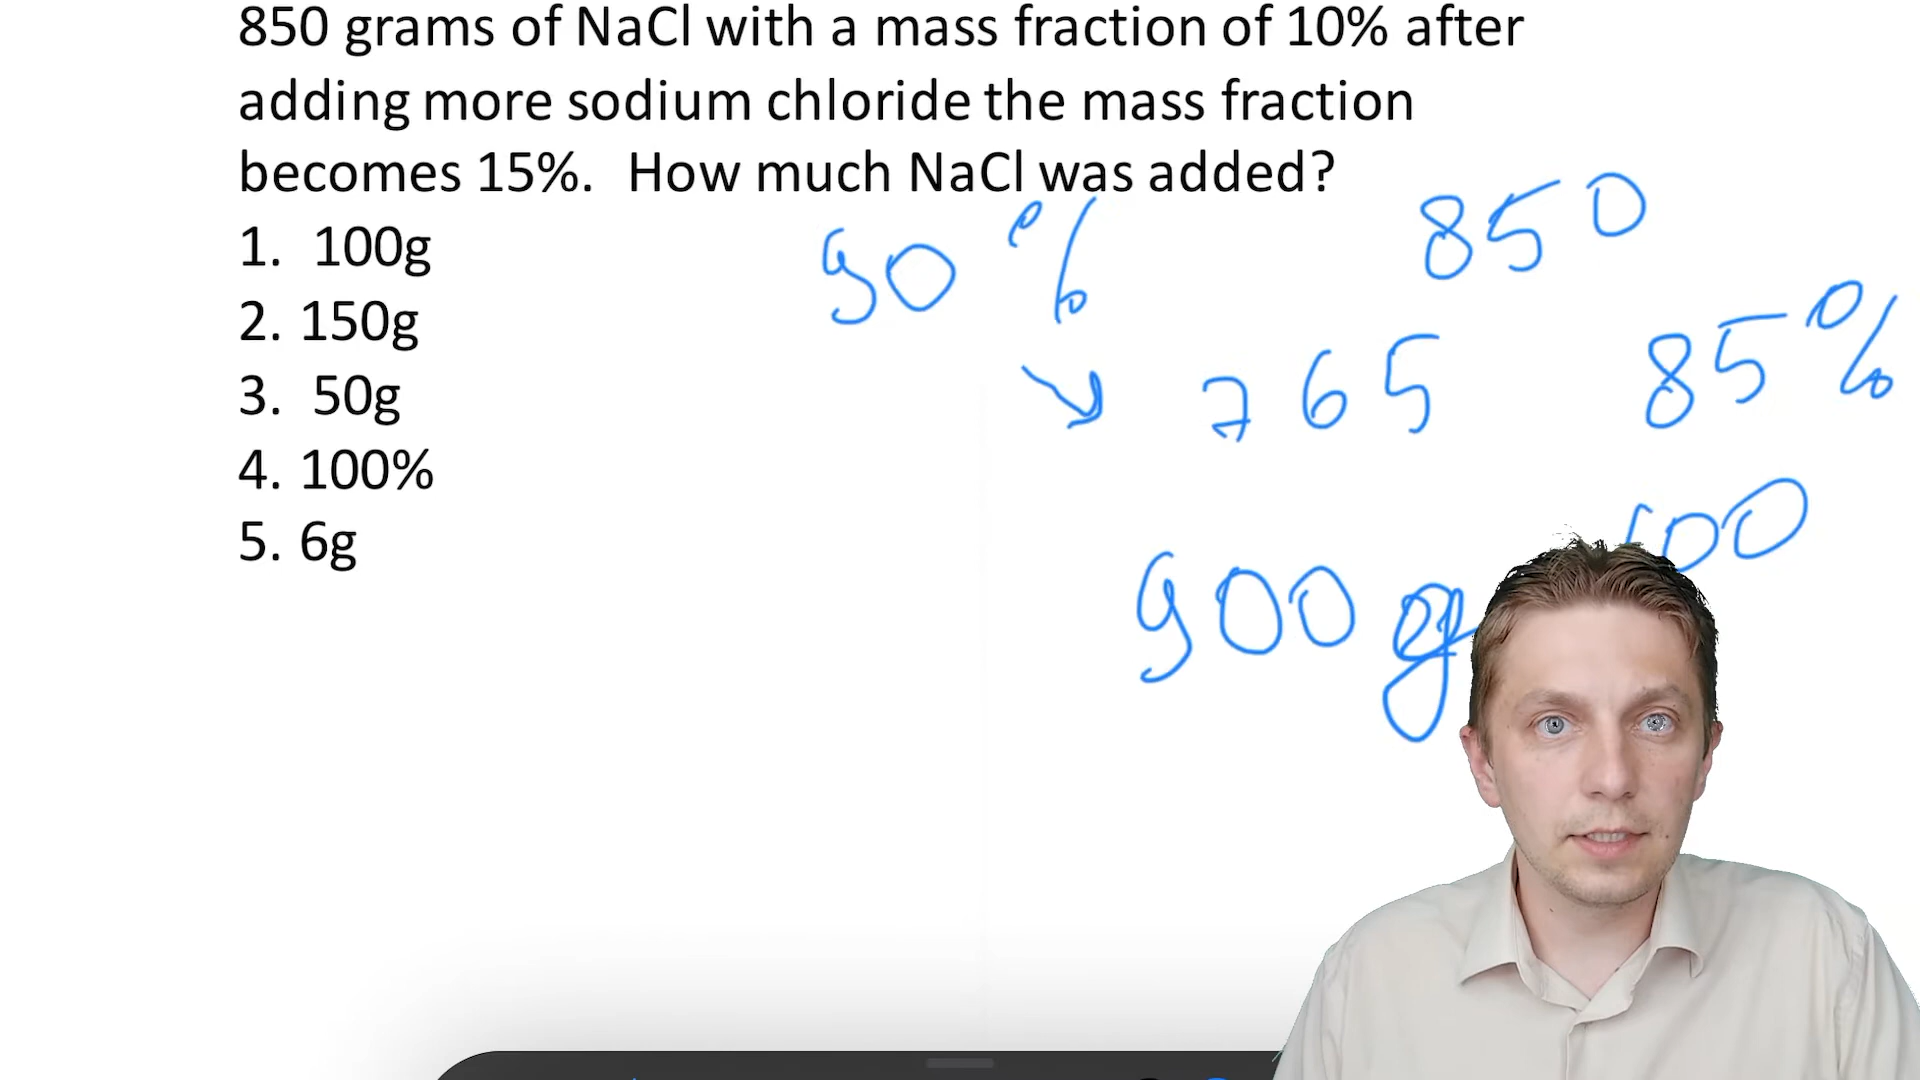 850 grams of NaCl with a mass fraction of 10% after
adding more sodium chloride the mass fraction
becomes 15%. How much NaCl was added?
1. 100g
2. 150g
3. 50g
4. 100%
5. 6g
90%
850
765
85%
900g
100